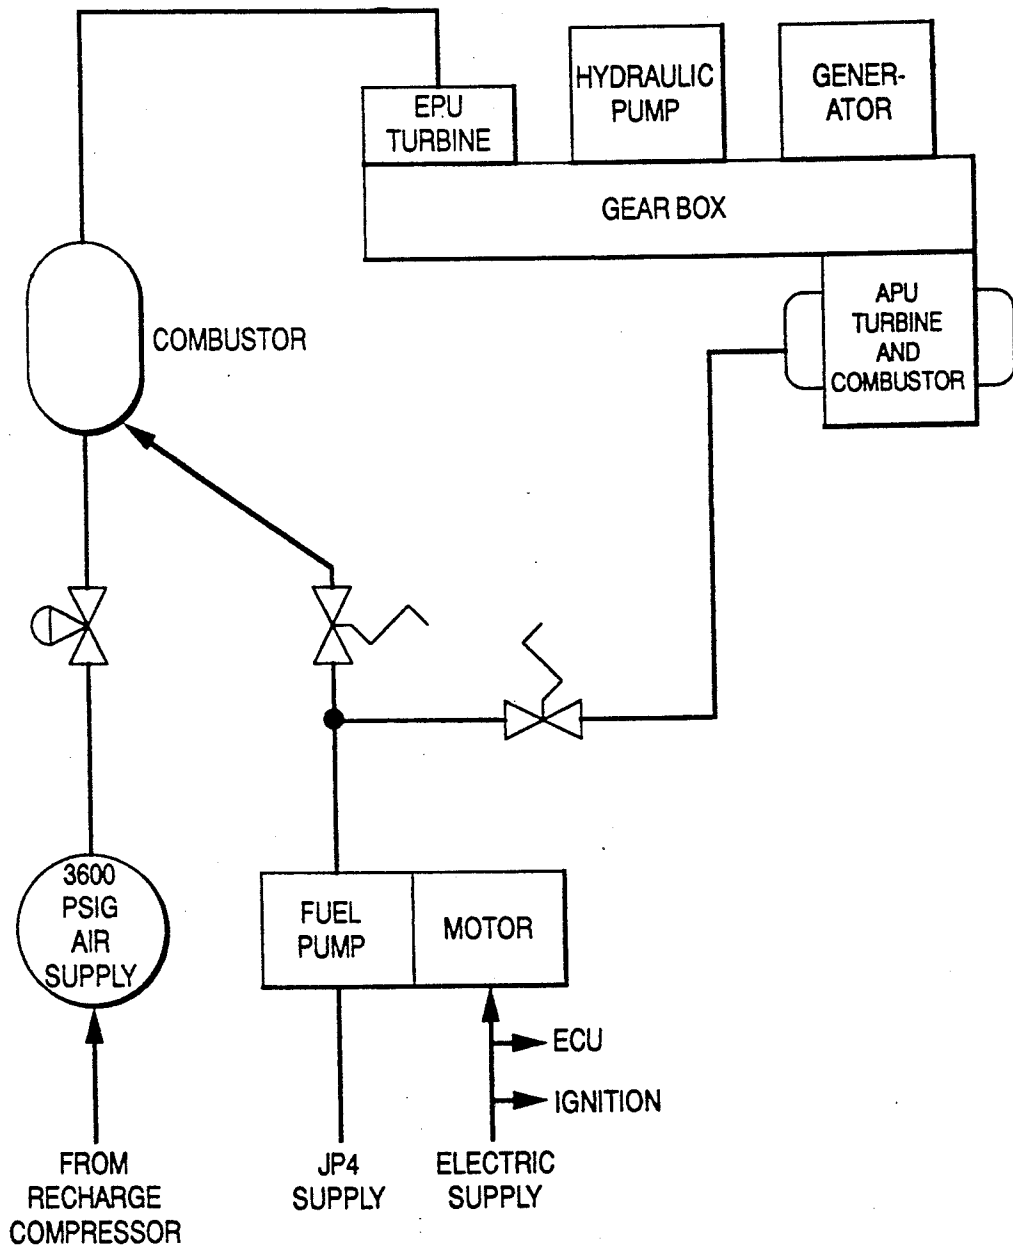 EPU
TURBINE
HYDRAULIC
PUMP
GENER-
ATOR
GEAR BOX
APU
TURBINE
AND
COMBUSTOR
COMBUSTOR
3600
PSIG
AIR
SUPPLY
FUEL
PUMP
MOTOR
ECU
IGNITION
FROM
RECHARGE
COMPRESSOR
JP4
SUPPLY
ELECTRIC
SUPPLY